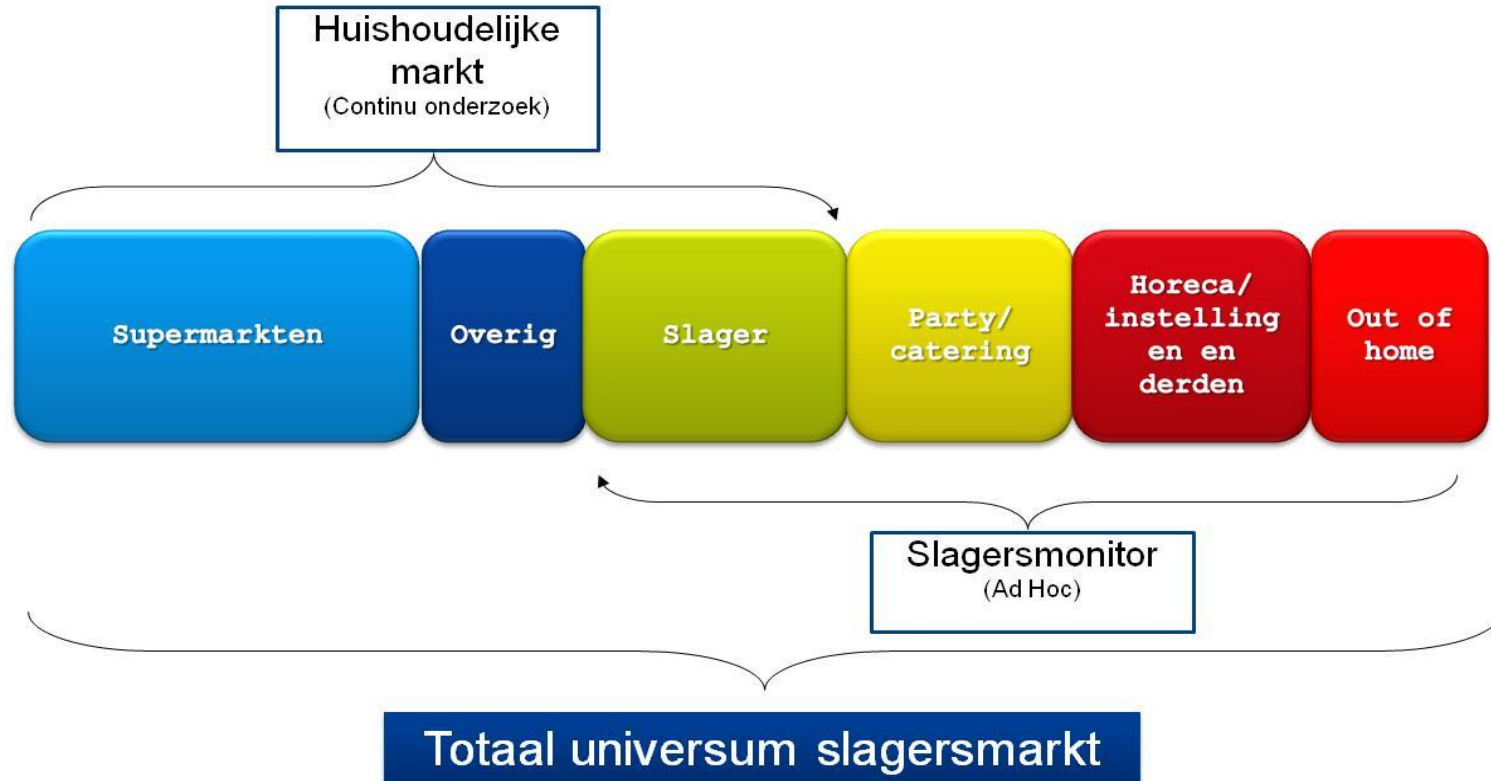 Huishoudelijke
markt
(Continu onderzoek)
Supermarkten
Overig
Slager
Party/
catering
Horeca/
instelling
en en
derden
Out of
home
Slagersmonitor
(Ad Hoc)
Totaal universum slagersmarkt